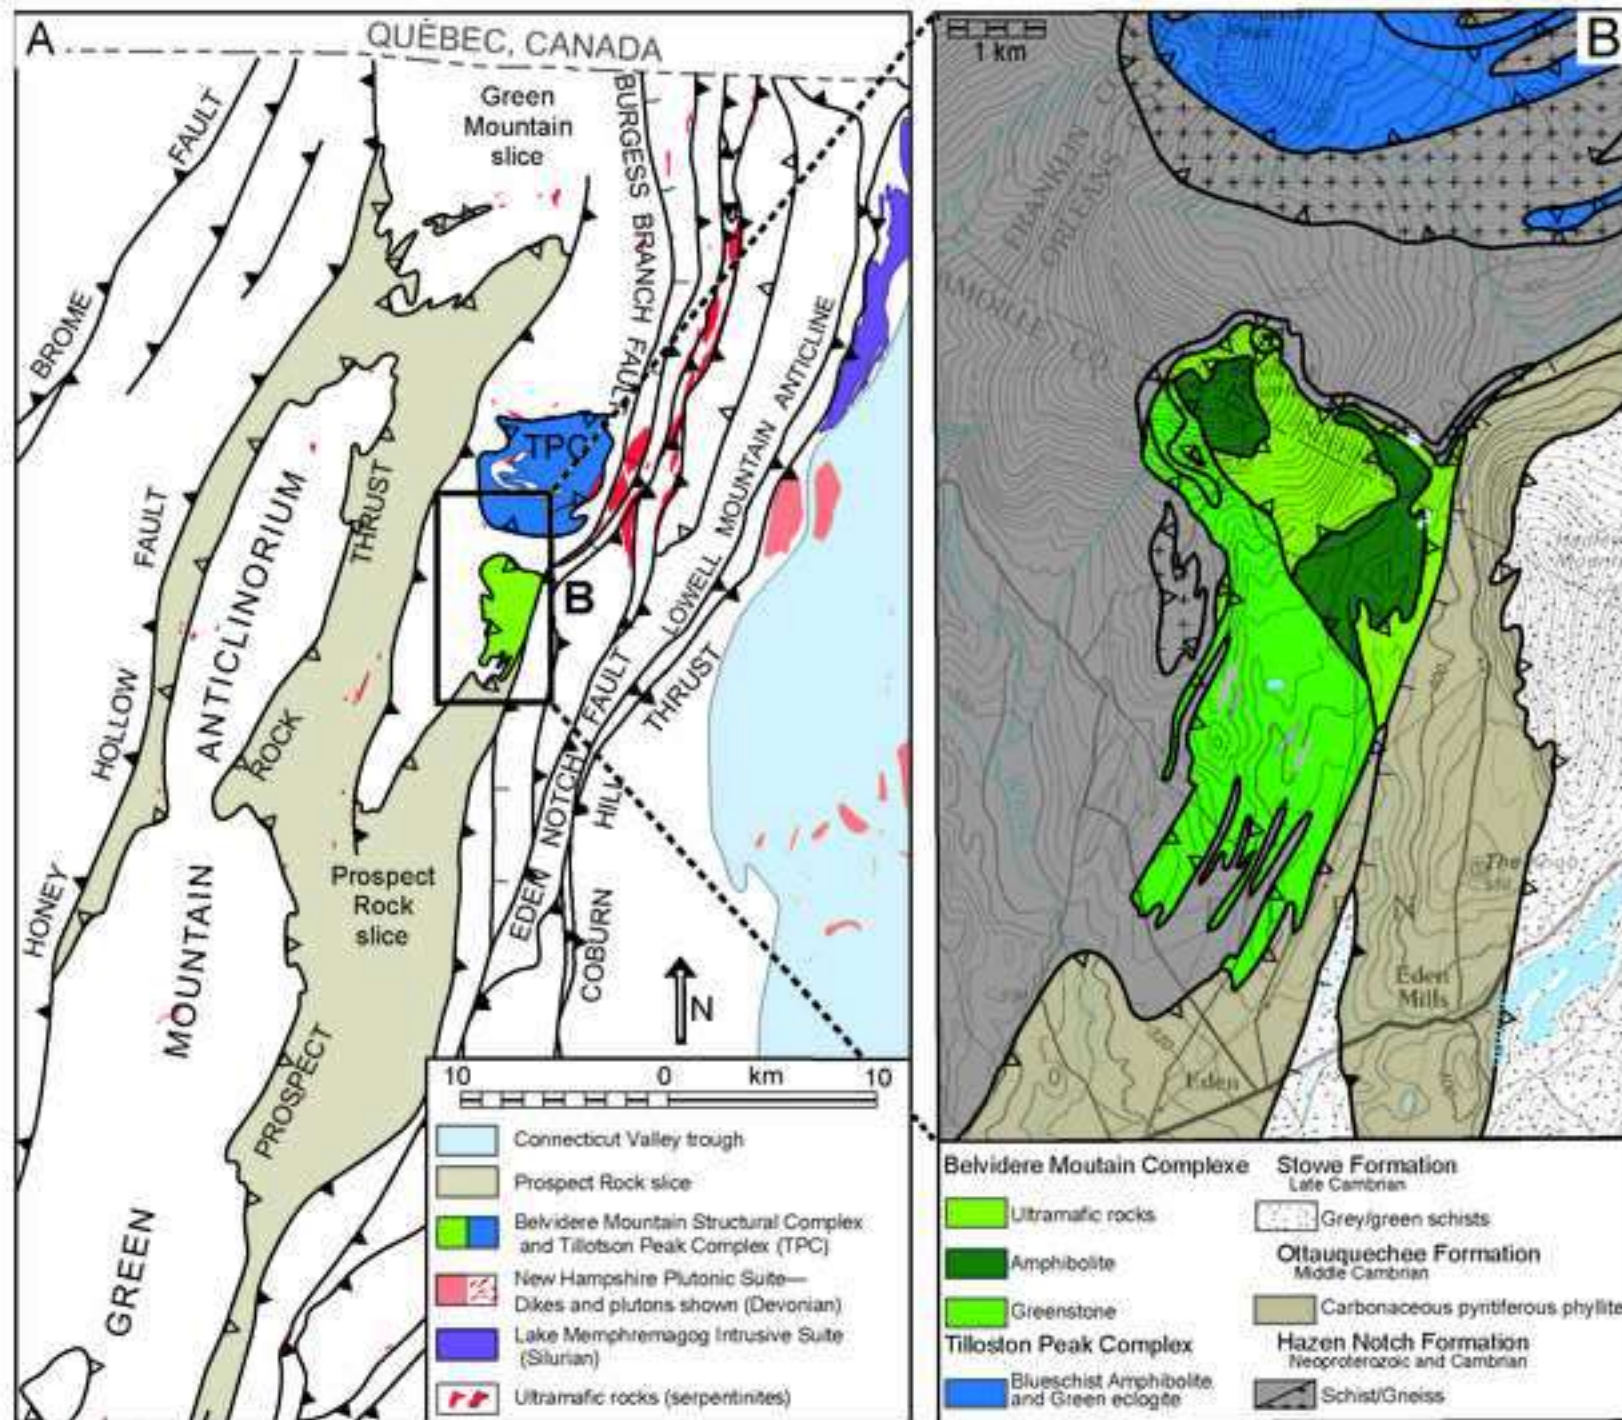 A
QUÉBEC, CANADA
Green
Mountain
slice
FAULT
BURGESS BRANCH FAULT
BROME
TPC
LOWELL MOUNTAIN ANTICLINE
FAULT
THRUST
ANTICLINORIUM
B
HOLLOW
ROCK
FAULT
THRUST
HILL
EDEN NOTCH
Prospect
Rock
slice
HONEY
MOUNTAIN
COBURN
N
PROSPECT
GREEN
10 0 km 10
Connecticut Valley trough
Prospect Rock slice
Belvidere Mountain Structural Complex
and Tillotson Peak Complex (TPC)
New Hampshire Plutonic Suite—
Dikes and plutons shown (Devonian)
Lake Memphremagog Intrusive Suite
(Silurian)
Ultramafic rocks (serpentinites)
B
1 km
FRANKLIN CO
ORLEANS
AMOILLE CO
Eden
Mills
Eden
Belvidere Moutain Complexe
Ultramafic rocks
Amphibolite
Greenstone
Tilloston Peak Complex
Blueschist Amphibolite
and Green eclogite
Stowe Formation
Late Cambrian
Grey/green schists
Ottauquechee Formation
Middle Cambrian
Carbonaceous pyritiferous phyllite
Hazen Notch Formation
Neoproterozoic and Cambrian
Schist/Gneiss